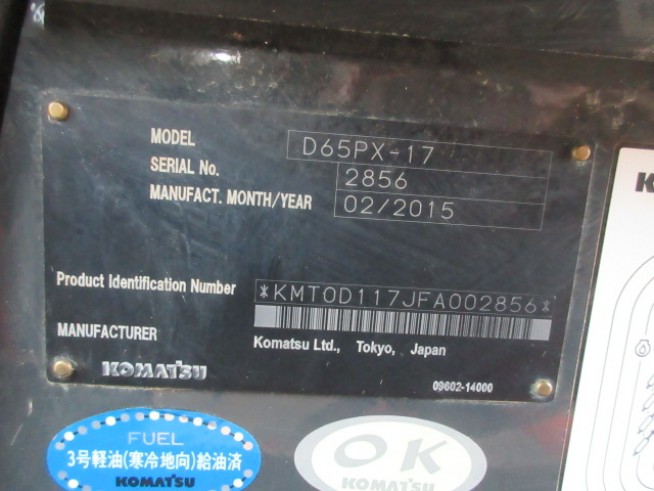 MODEL D65PX-17
SERIAL No. 2856
MANUFACT. MONTH/YEAR 02/2015
Product Identification Number *KMT0D117JFA002856*
MANUFACTURER Komatsu Ltd., Tokyo, Japan
KOMATSU 09602-14000
FUEL
3号軽油(寒冷地向)給油済
KOMATSU
OK
KOMATSU
K